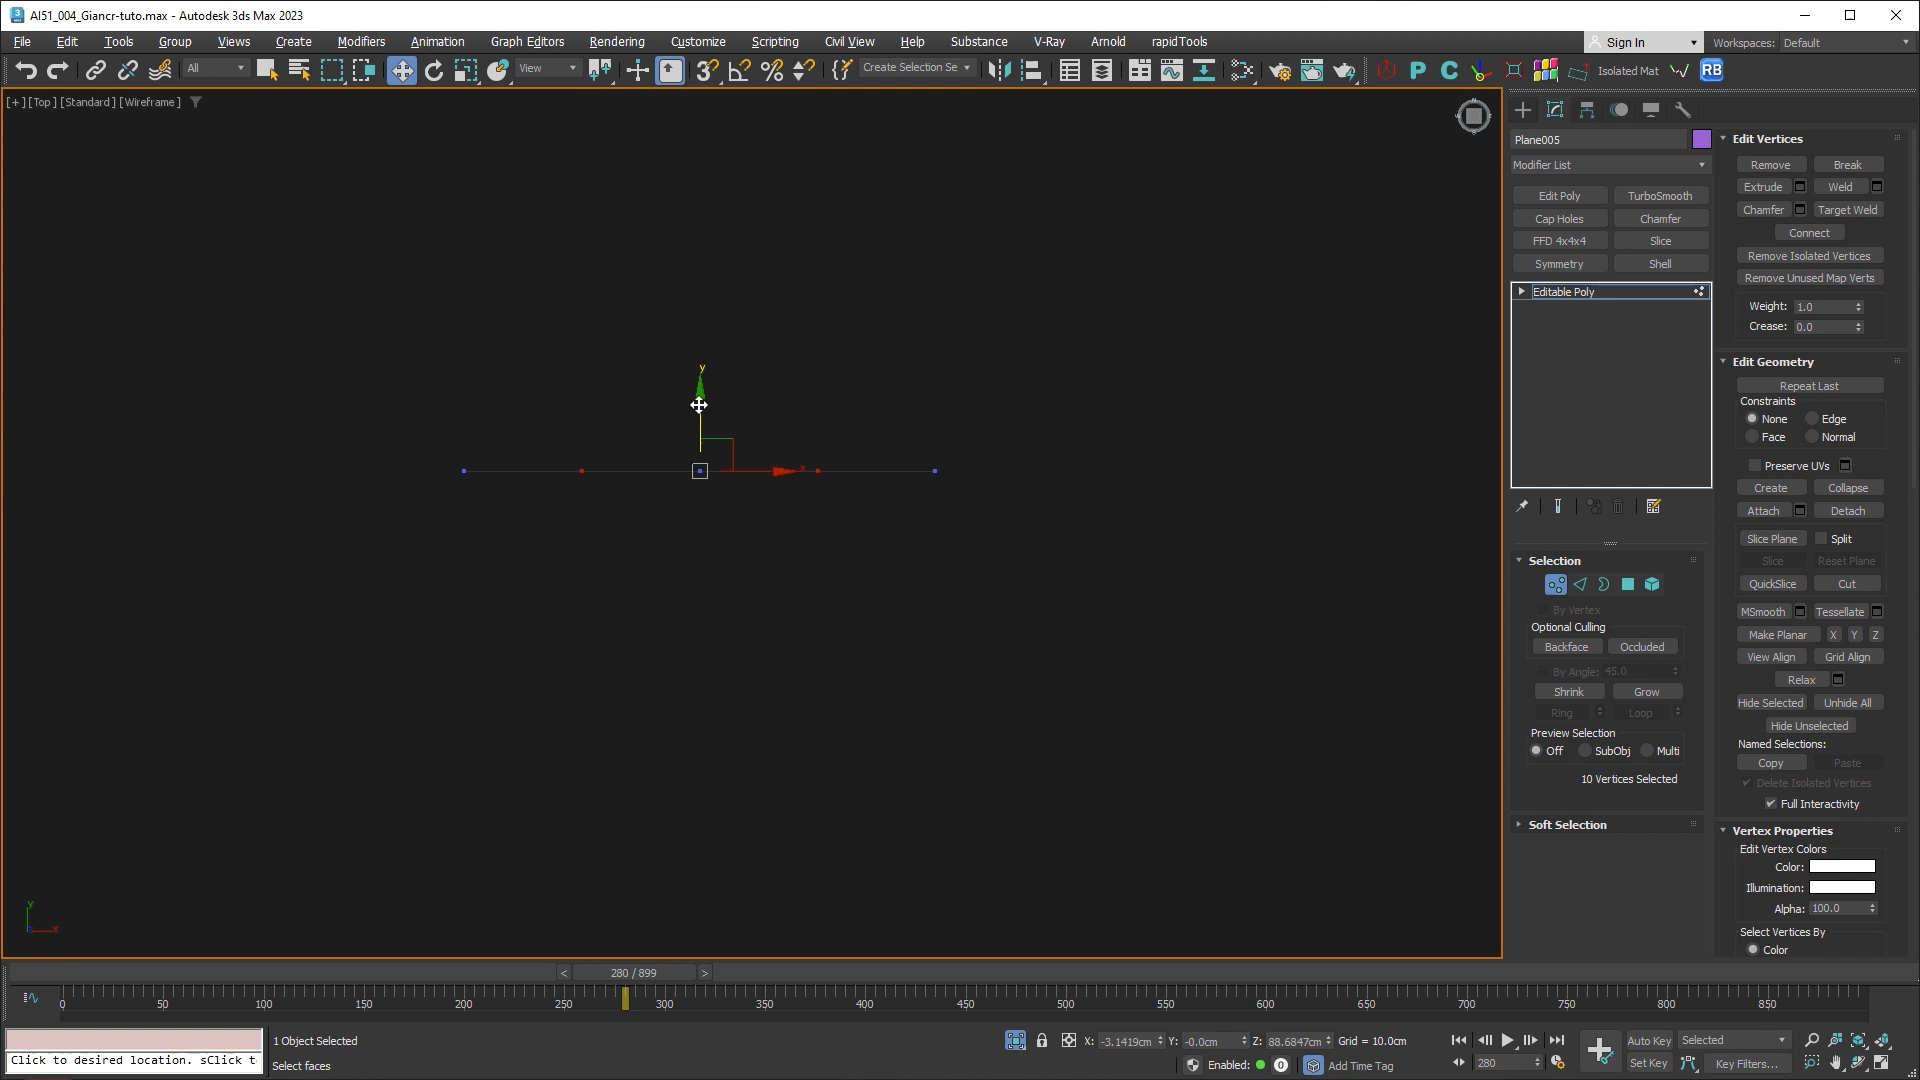 AI51_004_Giancr-tuto.max - Autodesk 3ds Max 2023
File Edit Tools Group Views Create Modifiers Animation Graph Editors Rendering Customize Scripting Civil View Help Substance V-Ray Arnold rapidTools
Sign In Workspaces: Default
All View Create Selection Se Isolated Mat RB
[+] [Top] [Standard] [Wireframe]
y
x
y
x
Plane005
Modifier List
Edit Poly TurboSmooth
Cap Holes Chamfer
FFD 4x4x4 Slice
Symmetry Shell
Editable Poly
Selection
By Vertex
Optional Culling
Backface Occluded
By Angle: 45.0
Shrink Grow
Ring Loop
Preview Selection
Off SubObj Multi
10 Vertices Selected
Soft Selection
Edit Vertices
Remove Break
Extrude Weld
Chamfer Target Weld
Connect
Remove Isolated Vertices
Remove Unused Map Verts
Weight: 1.0
Crease: 0.0
Edit Geometry
Repeat Last
Constraints
None Edge
Face Normal
Preserve UVs
Create Collapse
Attach Detach
Slice Plane Split
Slice Reset Plane
QuickSlice Cut
MSmooth Tessellate
Make Planar X Y Z
View Align Grid Align
Relax
Hide Selected Unhide All
Hide Unselected
Named Selections:
Copy Paste
Delete Isolated Vertices
Full Interactivity
Vertex Properties
Edit Vertex Colors
Color:
Illumination:
Alpha: 100.0
Select Vertices By
Color
< 280 / 899 >
0 50 100 150 200 250 300 350 400 450 500 550 600 650 700 750 800 850
1 Object Selected
Click to desired location. sClick t
Select faces
X: -3.1419cm Y: -0.0cm Z: 88.6847cm Grid = 10.0cm
Enabled: 0 Add Time Tag
280
Auto Key Selected
Set Key Key Filters...